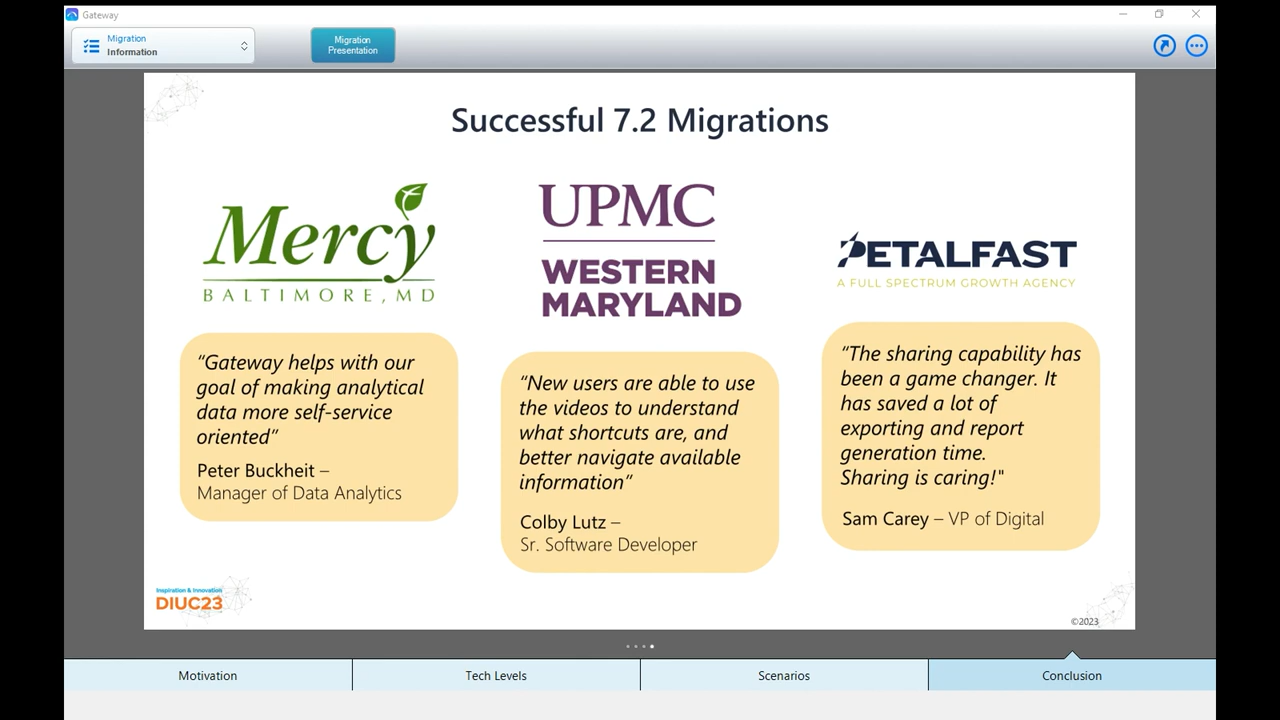 Gateway
Migration
Information
Migration
Presentation
Successful 7.2 Migrations
Mercy
BALTIMORE, MD
“Gateway helps with our
goal of making analytical
data more self-service
oriented”
Peter Buckheit –
Manager of Data Analytics
UPMC
WESTERN
MARYLAND
“New users are able to use
the videos to understand
what shortcuts are, and
better navigate available
information”
Colby Lutz –
Sr. Software Developer
PETALFAST
A FULL SPECTRUM GROWTH AGENCY
“The sharing capability has
been a game changer. It
has saved a lot of
exporting and report
generation time.
Sharing is caring!"
Sam Carey – VP of Digital
Inspiration & Innovation
DIUC23
©2023
Motivation
Tech Levels
Scenarios
Conclusion